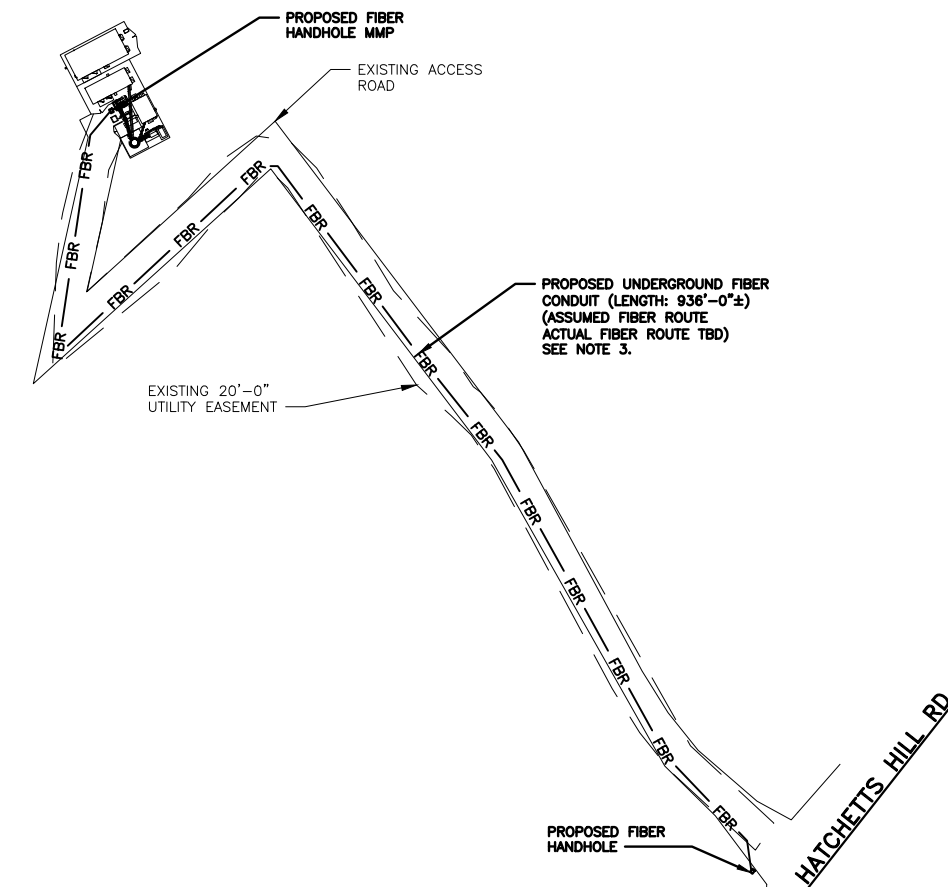 PROPOSED FIBER
HANDHOLE MMP
EXISTING ACCESS
ROAD
FBR
FBR
FBR
FBR
FBR
FBR
FBR
FBR
PROPOSED UNDERGROUND FIBER
CONDUIT (LENGTH: 936'-0"±)
(ASSUMED FIBER ROUTE
ACTUAL FIBER ROUTE TBD)
SEE NOTE 3.
FBR
EXISTING 20'-0"
UTILITY EASEMENT
FBR
FBR
FBR
FBR
FBR
FBR
HATCHETTS HILL RD
PROPOSED FIBER
HANDHOLE